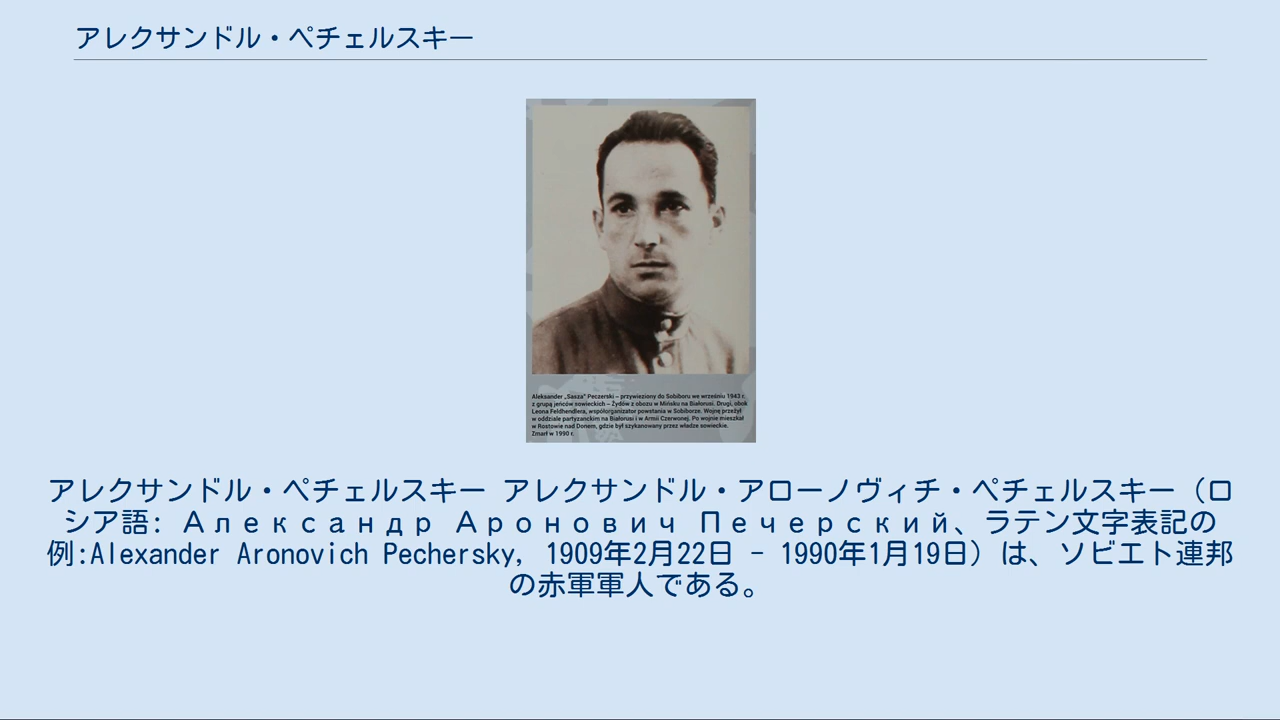 アレクサンドル・ペチェルスキー
Aleksander „Sasza" Peczerski – przywieziony do Sobiboru we wrześniu 1943 r.
z grupą jeńców sowieckich – Żydów z obozu w Mińsku na Białorusi. Drugi, obok
Leona Feldhendlera, współorganizator powstania w Sobiborze. Wojnę przeżył
w oddziale partyzanckim na Białorusi i w Armii Czerwonej. Po wojnie mieszkał
w Rostowie nad Donem, gdzie był szykanowany przez władze sowieckie.
Zmarł w 1990 r.
アレクサンドル・ペチェルスキー アレクサンドル・アローノヴィチ・ペチェルスキー（ロ
シア語: Александр Аронович Печерский、ラテン文字表記の
例:Alexander Aronovich Pechersky, 1909年2月22日 - 1990年1月19日）は、ソビエト連邦
の赤軍軍人である。